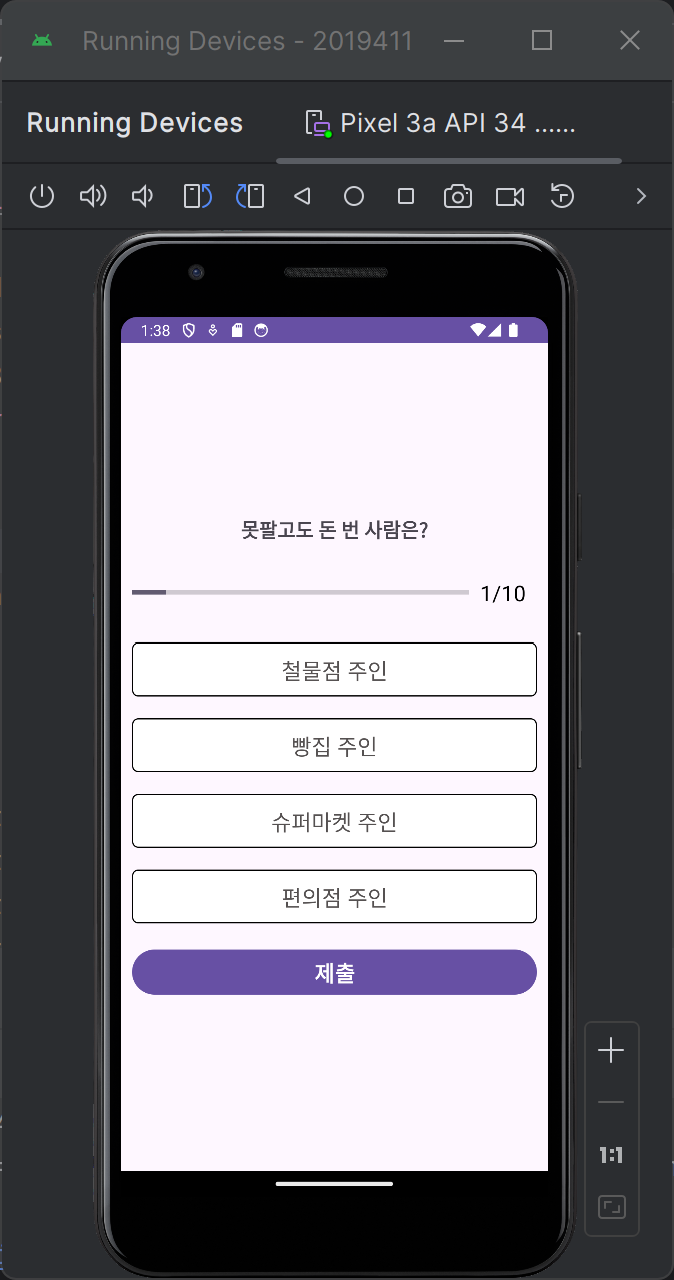 Running Devices - 2019411
Running Devices
Pixel 3a API 34 ......
1:38
못팔고도 돈 번 사람은?
1/10
철물점 주인
빵집 주인
슈퍼마켓 주인
편의점 주인
제출
1:1